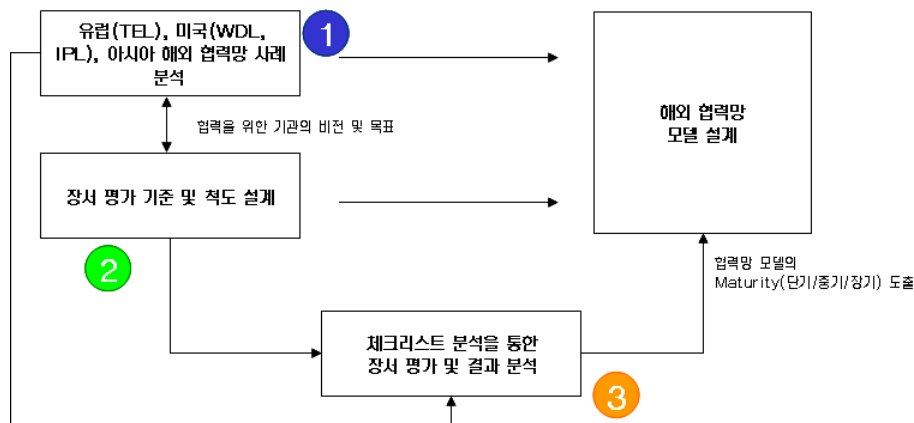 유럽(TEL), 미국(WDL,
IPL), 아시아 해외 협력망 사례
분석
1
협력을 위한 기관의 비전 및 목표
해외 협력망
모델 설계
장서 평가 기준 및 척도 설계
2
협력망 모델의
Maturity(단기/중기/장기) 도출
체크리스트 분석을 통한
장서 평가 및 결과 분석
3